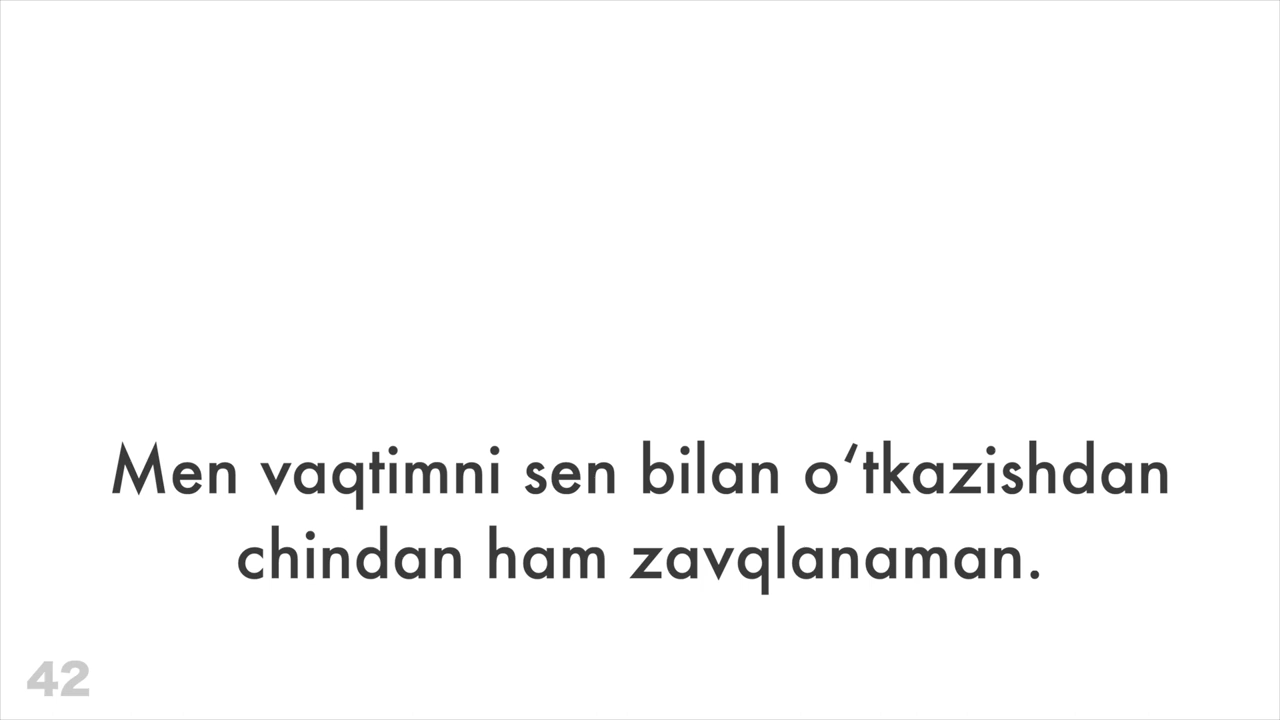 Men vaqtimni sen bilan o‘tkazishdan
chindan ham zavqlanaman.
42